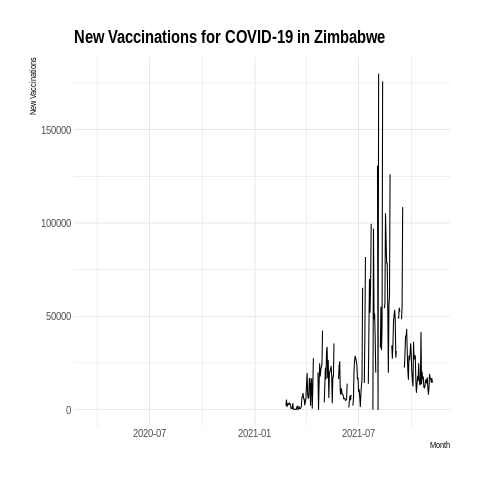 New Vaccinations for COVID-19 in Zimbabwe
New Vaccinations
150000
100000
50000
0
2020-07
2021-01
2021-07
Month